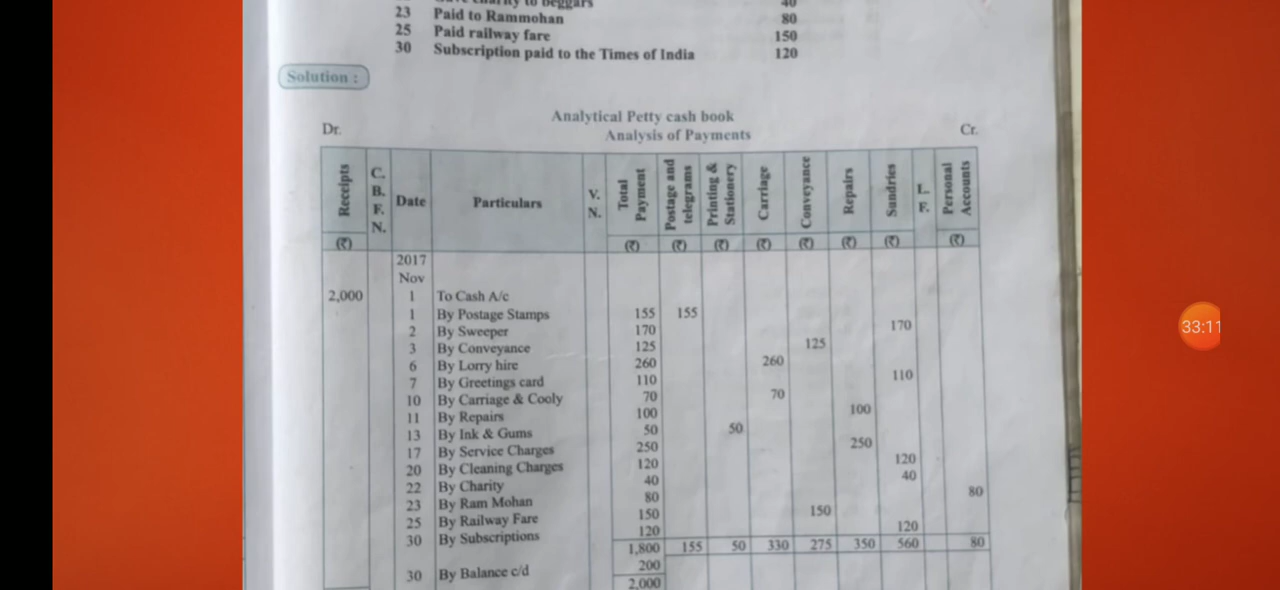 to beggars 40
23 Paid to Rammohan 80
25 Paid railway fare 150
30 Subscription paid to the Times of India 120
Solution :
Analytical Petty cash book
Dr. Analysis of Payments Cr.
Receipts (₹) C. B. F. N. Date Particulars V. N. Total Payment (₹) Postage and telegrams (₹) Printing & Stationery (₹) Carriage (₹) Conveyance (₹) Repairs (₹) Sundries (₹) L. F. Personal Accounts (₹)
2017
Nov
2,000 1 To Cash A/c
1 By Postage Stamps 155 155
2 By Sweeper 170 170
3 By Conveyance 125 125
6 By Lorry hire 260 260
7 By Greetings card 110 110
10 By Carriage & Cooly 70 70
11 By Repairs 100 100
13 By Ink & Gums 50 50
17 By Service Charges 250 250
20 By Cleaning Charges 120 120
22 By Charity 40 40
23 By Ram Mohan 80 80
25 By Railway Fare 150 150
30 By Subscriptions 120 120
1,800 155 50 330 275 350 560 80
30 By Balance c/d 200
2,000
33:11